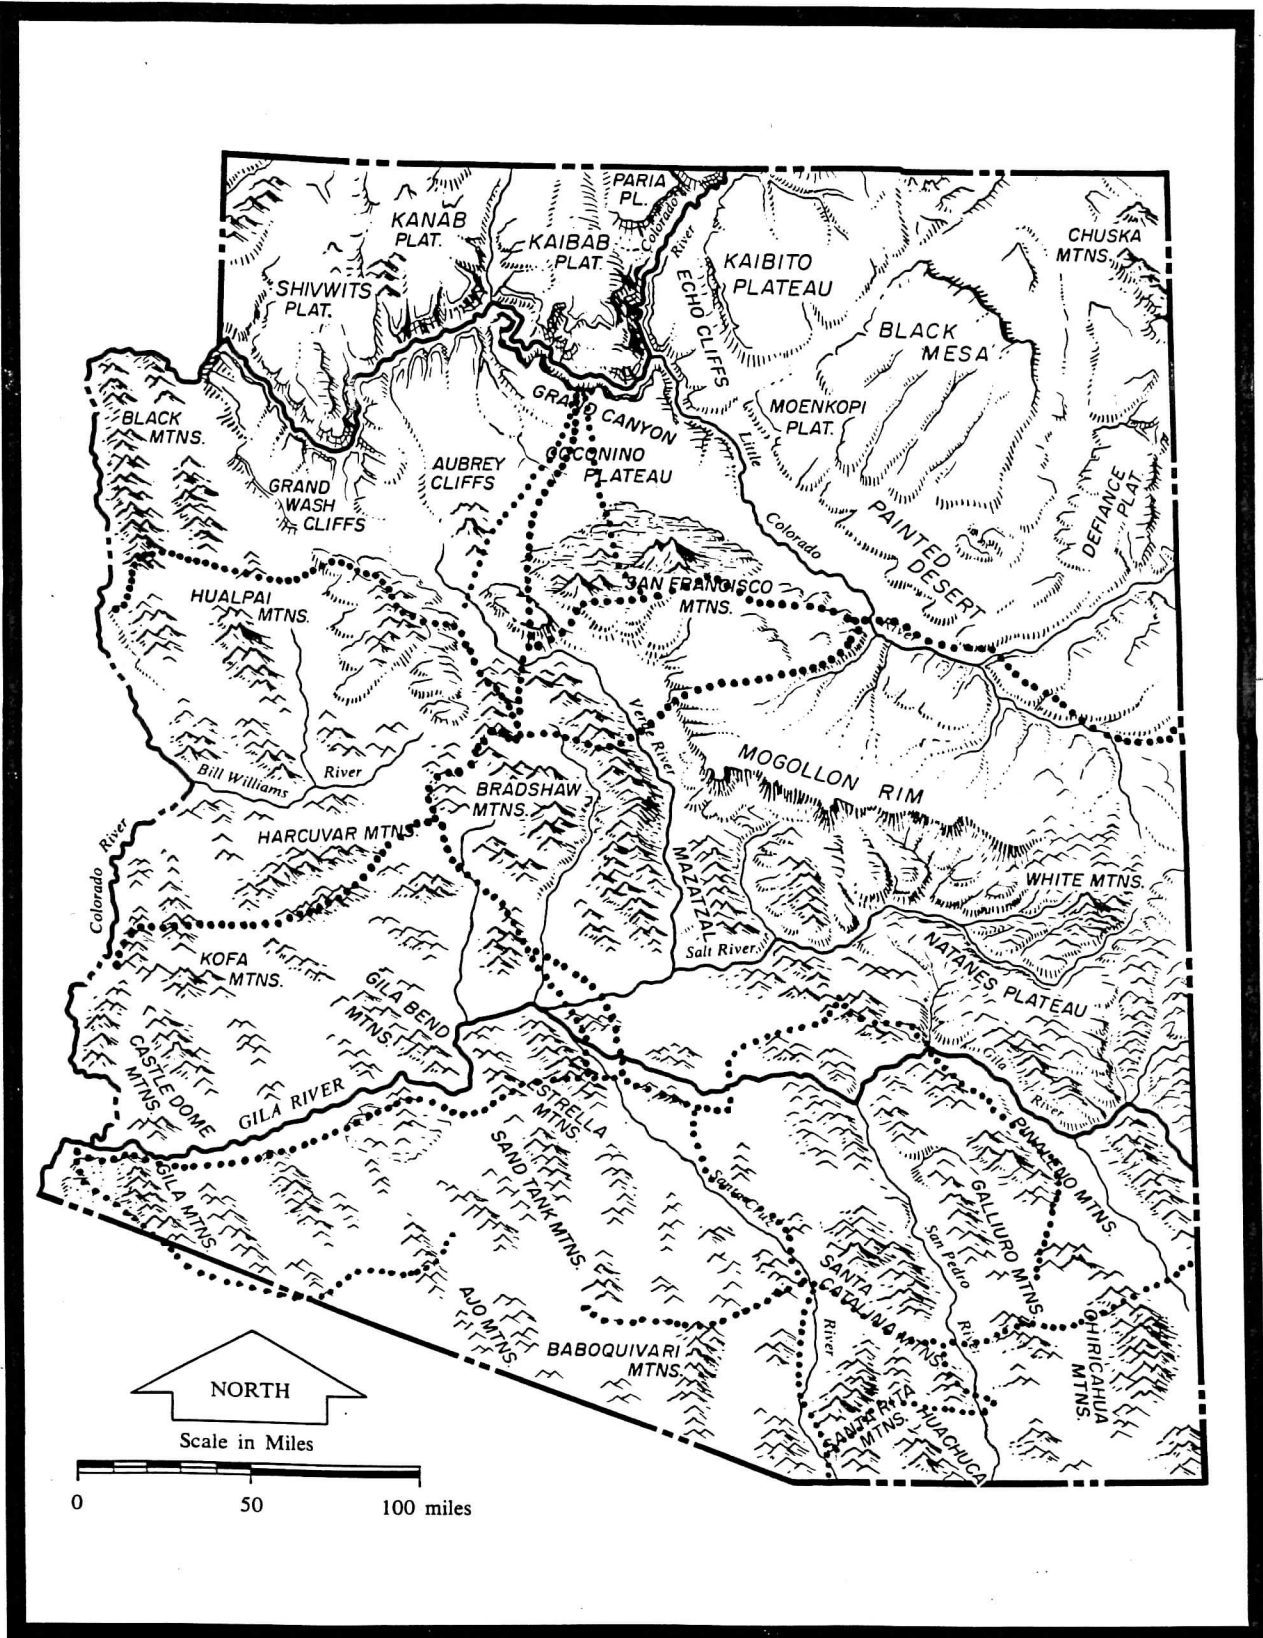 PARIA
PL.
KANAB
PLAT.
KAIBAB
PLAT.
Colorado
River
CHUSKA
MTNS.
KAIBITO
PLATEAU
SHIVWITS
PLAT.
ECHO CLIFFS
BLACK
MESA
BLACK
MTNS.
GRAND CANYON
MOENKOPI
PLAT.
Little
Colorado
River
AUBREY
CLIFFS
COCONINO
PLATEAU
GRAND
WASH
CLIFFS
DEFIANCE
PLAT.
PAINTED
DESERT
HUALPAI
MTNS.
SAN FRANCISCO
MTNS.
Verde River
Bill Williams
River
MOGOLLON RIM
BRADSHAW
MTNS.
Colorado River
HARCUVAR MTNS.
MAZATZAL
WHITE MTNS.
Salt River
KOFA
MTNS.
NATANES PLATEAU
GILA BEND
MTNS.
CASTLE DOME
MTNS.
GILA RIVER
Gila
River
STRELLA
MTNS.
SAND TANK MTNS.
PINALENO MTNS.
GILA MTNS.
Santa Cruz
River
GALLIURO MTNS.
San Pedro
River
SANTA
CATALINA MTNS.
AJO MTNS.
BABOQUIVARI
MTNS.
CHIRICAHUA
MTNS.
SANTA RITA
MTNS.
HUACHUCA
NORTH
Scale in Miles
0 50 100 miles